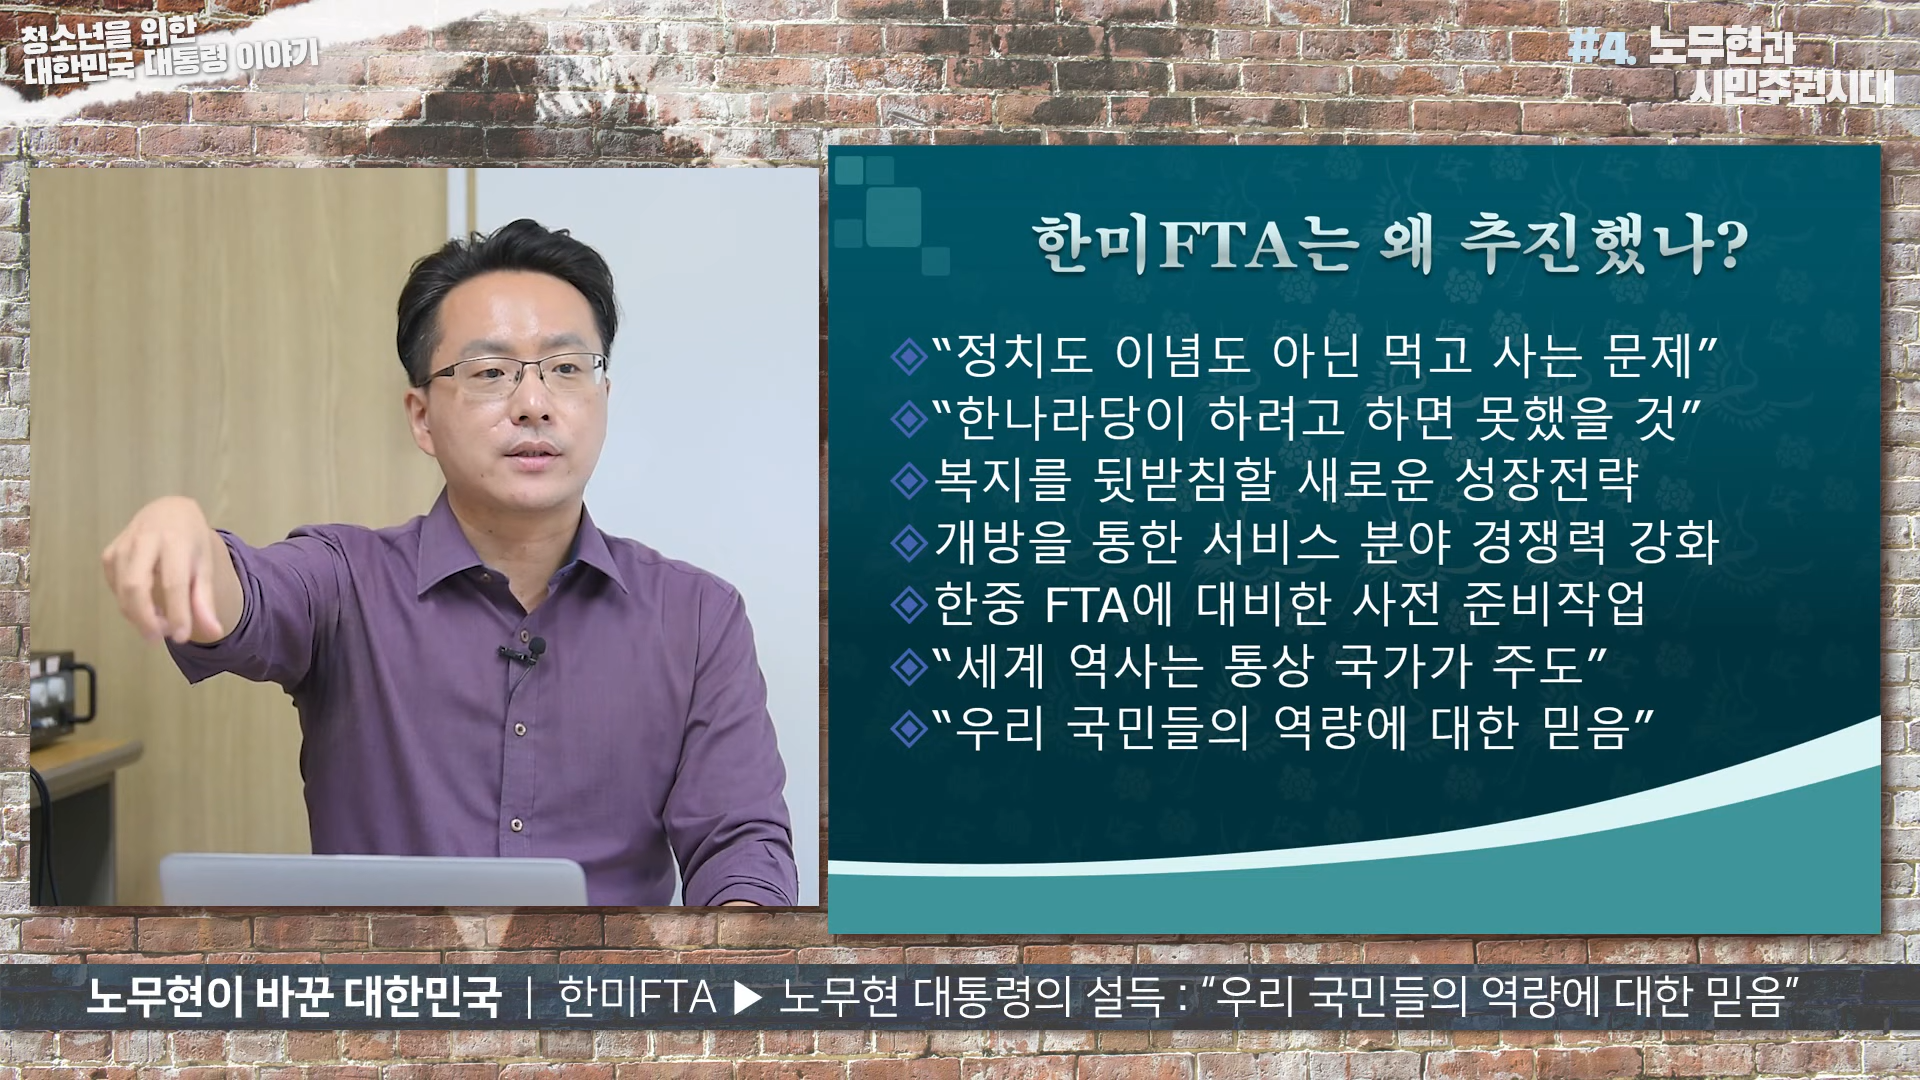 청소년을 위한
대한민국 대통령 이야기
#4. 노무현과
시민주권시대
한미FTA는 왜 추진했나?
“정치도 이념도 아닌 먹고 사는 문제”
“한나라당이 하려고 하면 못했을 것”
복지를 뒷받침할 새로운 성장전략
개방을 통한 서비스 분야 경쟁력 강화
한중 FTA에 대비한 사전 준비작업
“세계 역사는 통상 국가가 주도”
“우리 국민들의 역량에 대한 믿음”
노무현이 바꾼 대한민국 | 한미FTA ▶ 노무현 대통령의 설득 : “우리 국민들의 역량에 대한 믿음”